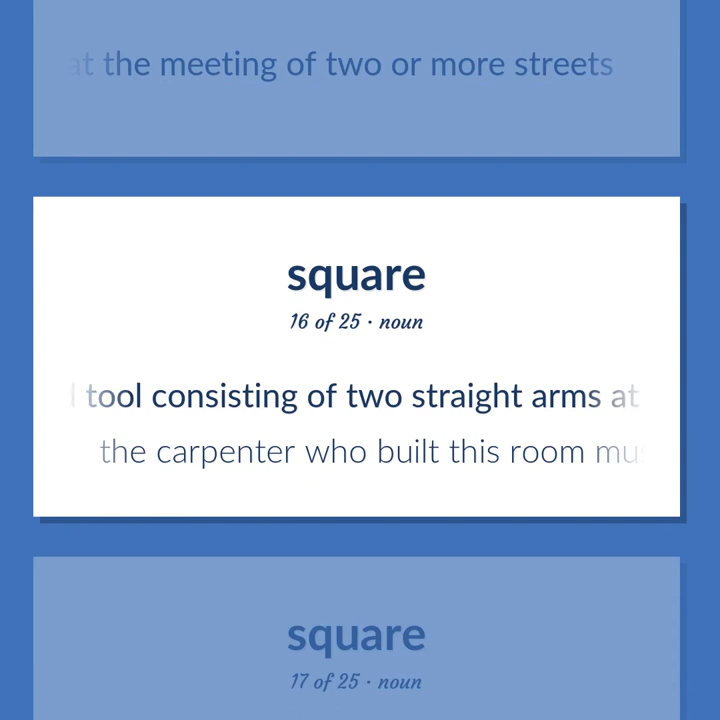 at the meeting of two or more streets
square
16 of 25 · noun
tool consisting of two straight arms at
the carpenter who built this room
square
17 of 25 · noun